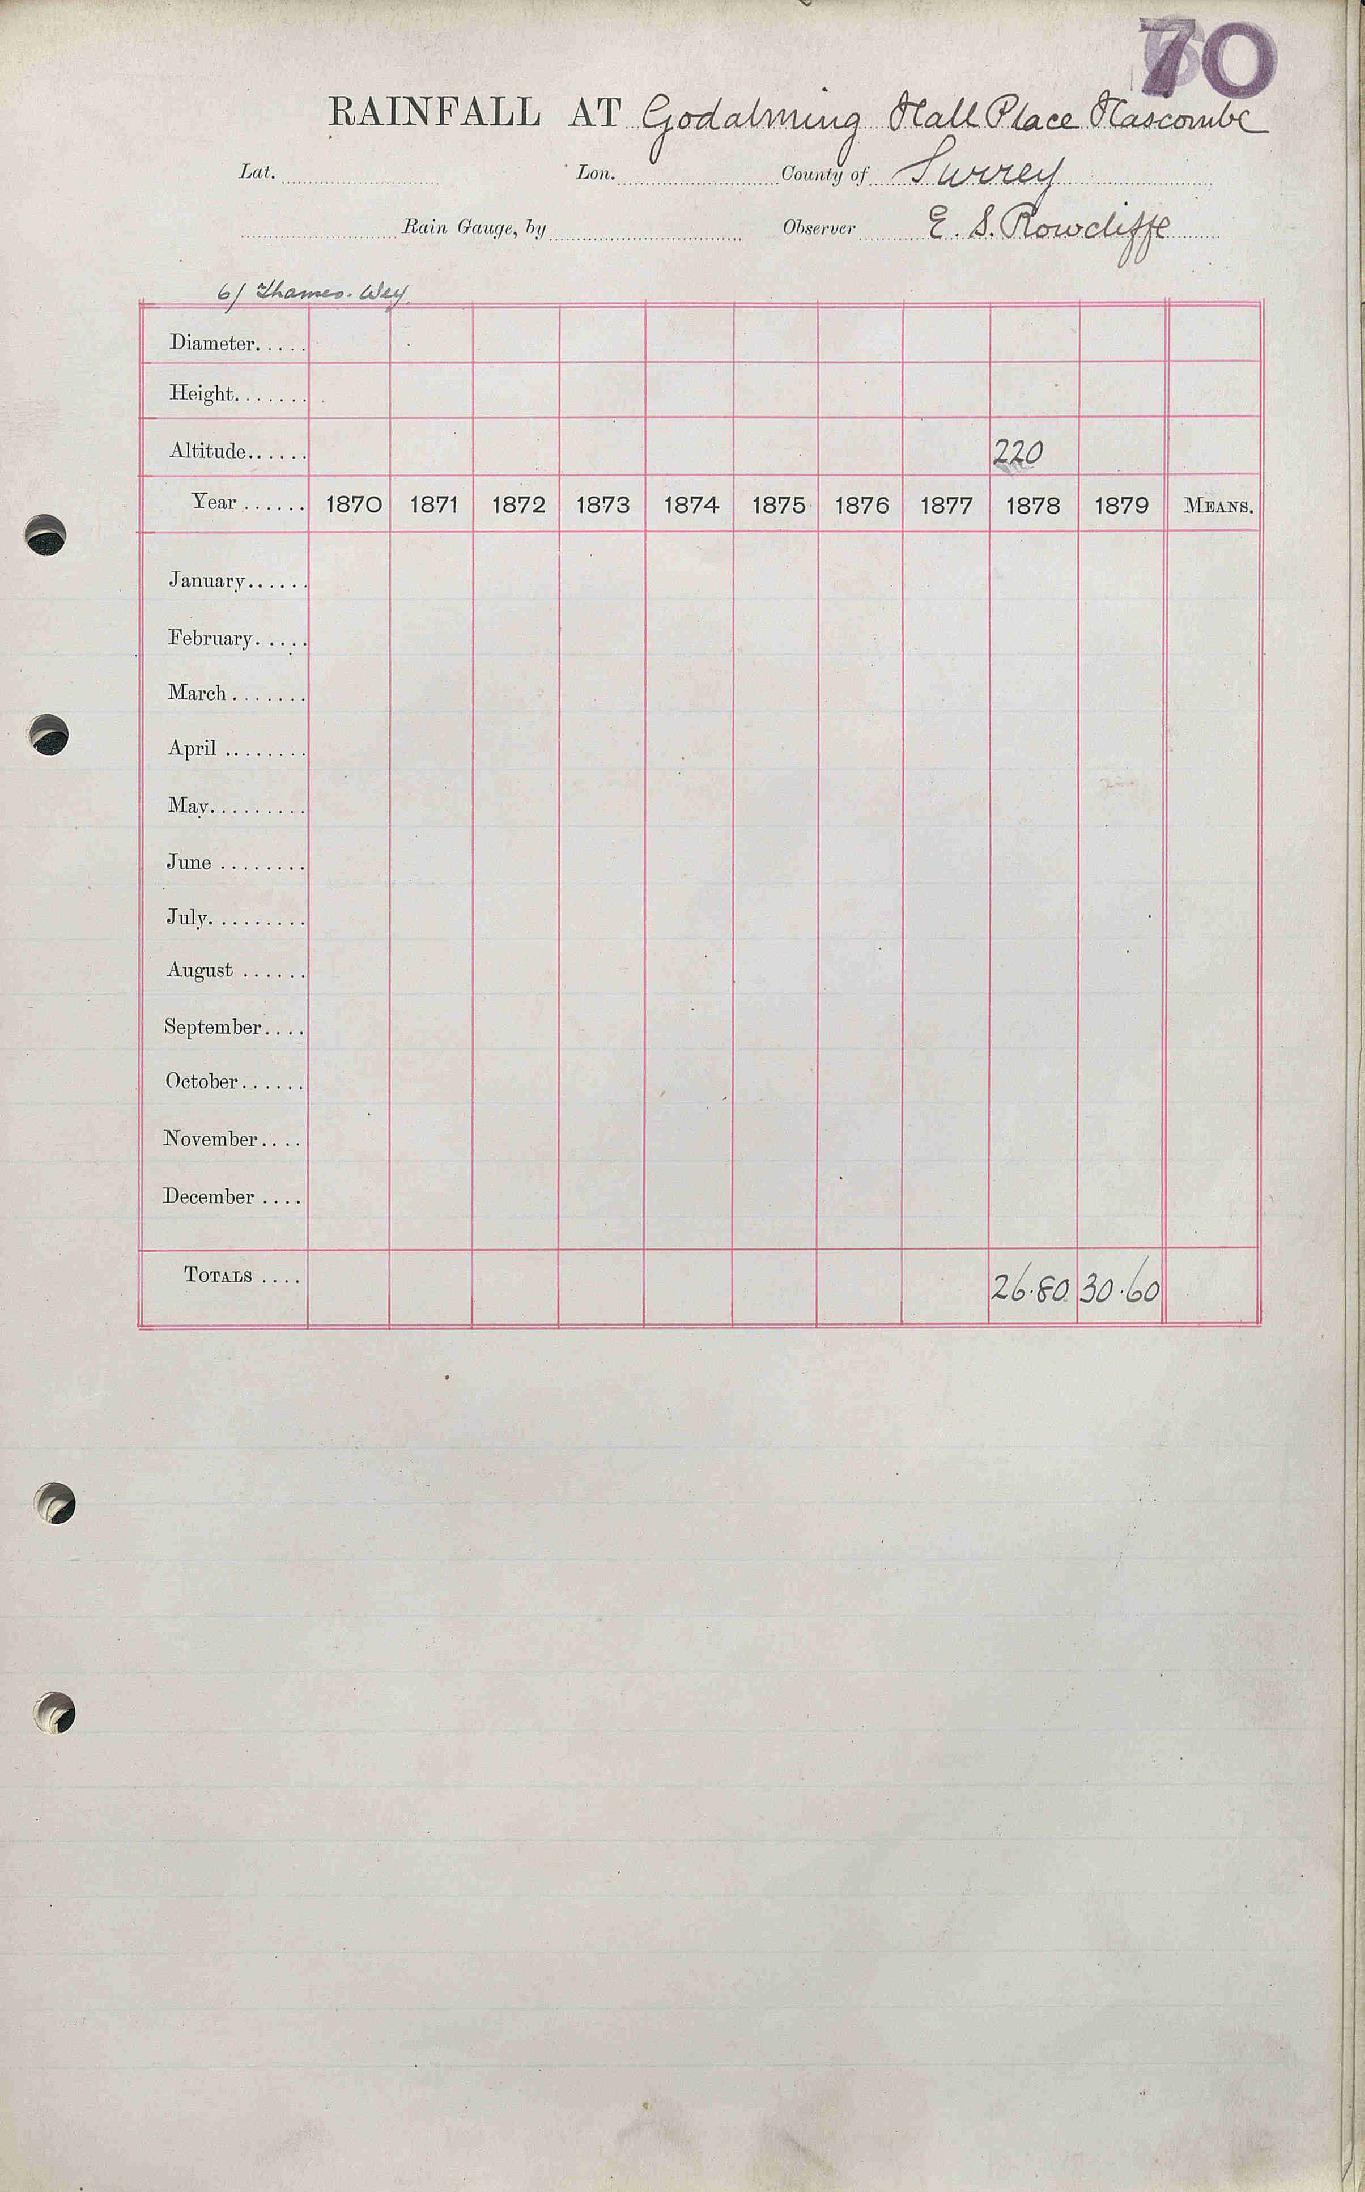 70
RAINFALL AT Godalming Hall Place Hascombe
Lat. Lon. County of Surrey
Rain Gauge, by Observer E. S. Rowcliffe
6/ Thames. Wey
Diameter.....
Height.......
Altitude...... 220
Year ...... 1870 1871 1872 1873 1874 1875 1876 1877 1878 1879 MEANS.
January......
February.....
March .......
April ........
May.........
June ........
July.........
August ......
September....
October......
November....
December ....
TOTALS .... 26.80 30.60